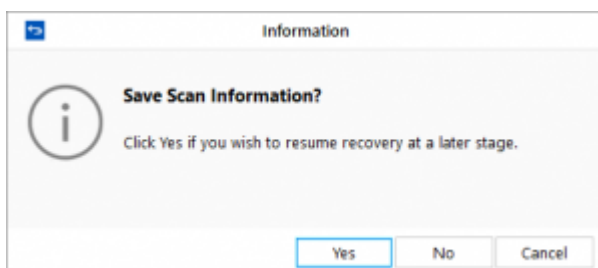 Information
Save Scan Information?
Click Yes if you wish to resume recovery at a later stage.
Yes
No
Cancel